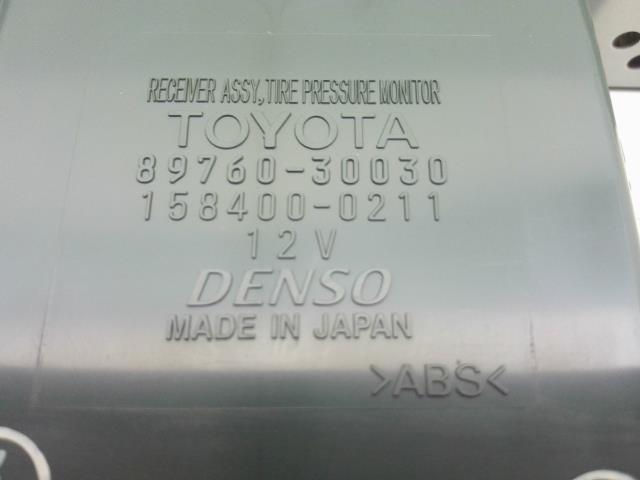 RECEIVER ASSY,TIRE PRESSURE MONITOR
TOYOTA
89760-30030
158400-0211
12V
DENSO
MADE IN JAPAN
>ABS<